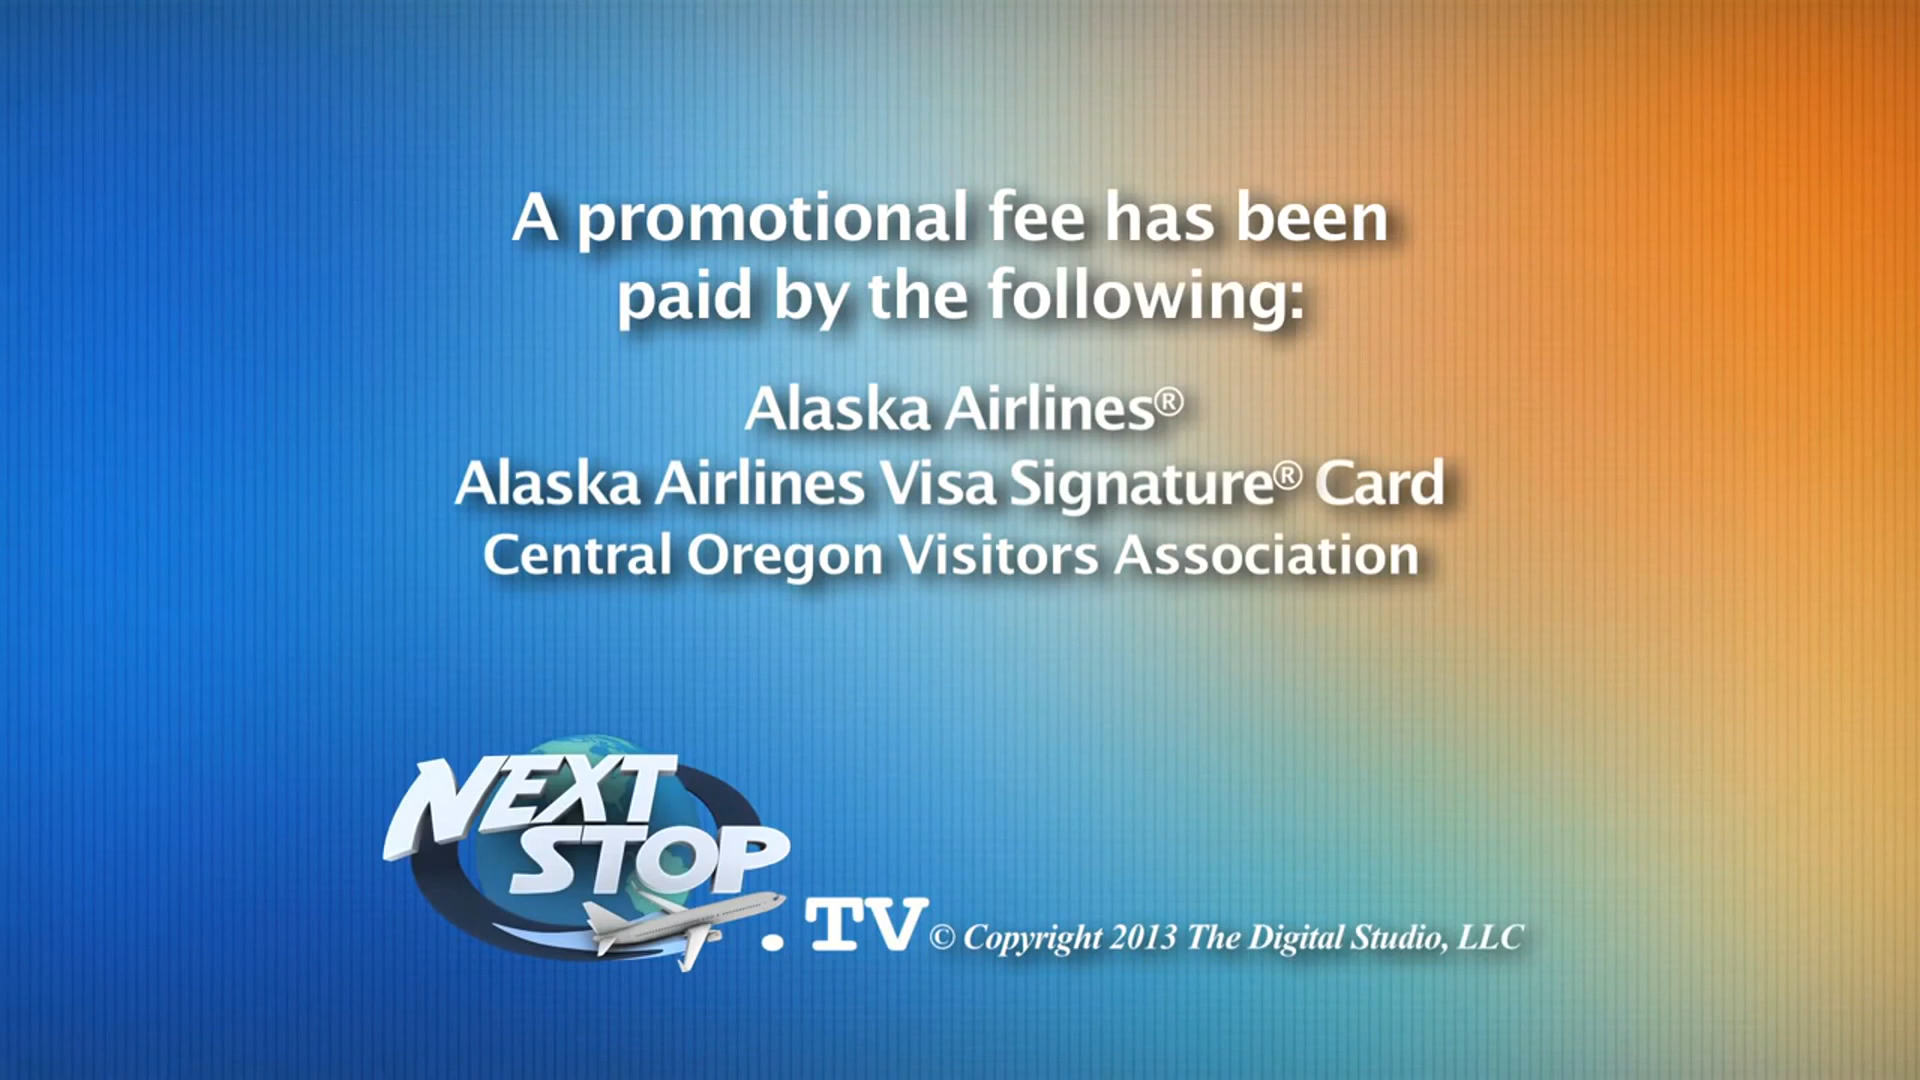 A promotional fee has been
paid by the following:
Alaska Airlines®
Alaska Airlines Visa Signature® Card
Central Oregon Visitors Association
NEXT
STOP
.TV © Copyright 2013 The Digital Studio, LLC